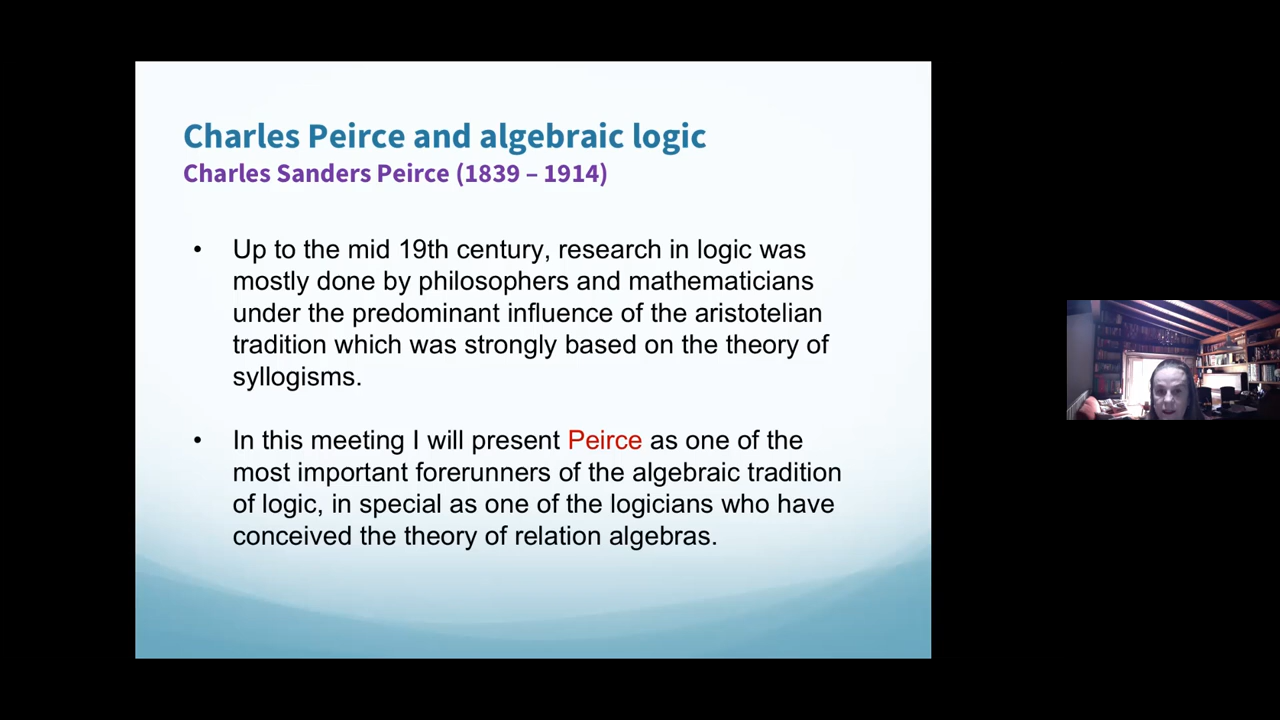 Charles Peirce and algebraic logic
Charles Sanders Peirce (1839 – 1914)
• Up to the mid 19th century, research in logic was
mostly done by philosophers and mathematicians
under the predominant influence of the aristotelian
tradition which was strongly based on the theory of
syllogisms.
• In this meeting I will present Peirce as one of the
most important forerunners of the algebraic tradition
of logic, in special as one of the logicians who have
conceived the theory of relation algebras.